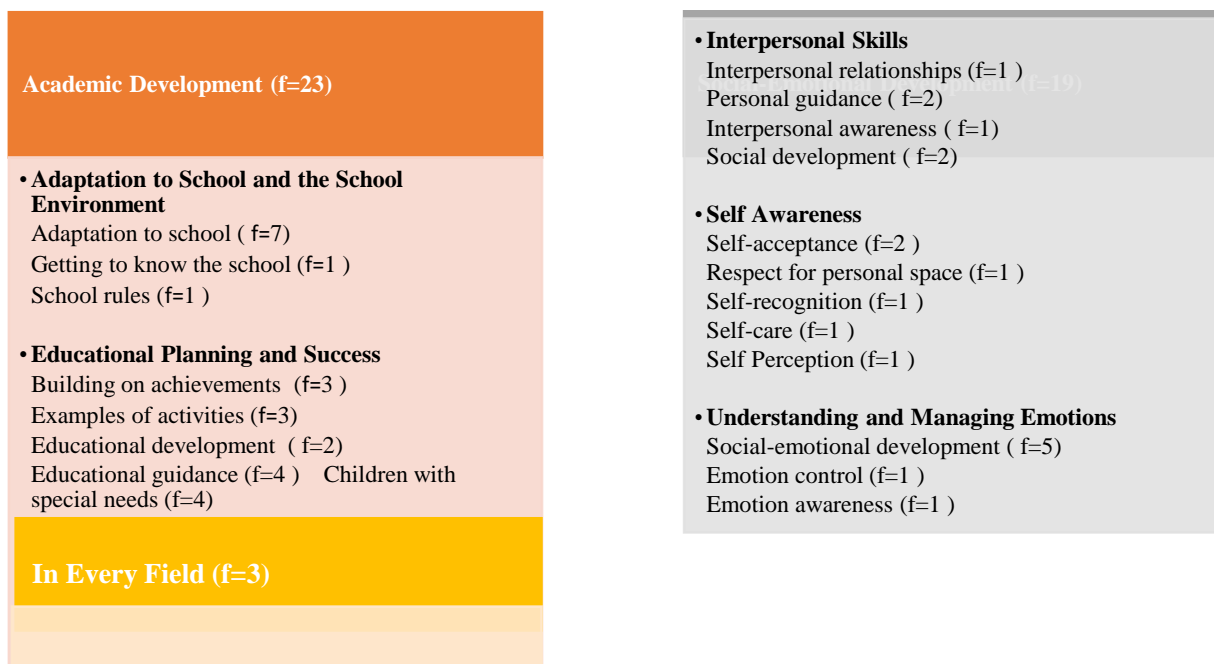 Academic Development (f=23)
• Adaptation to School and the School
Environment
Adaptation to school ( f=7)
Getting to know the school (f=1 )
School rules (f=1 )
• Educational Planning and Success
Building on achievements  (f=3 )
Examples of activities (f=3)
Educational development  ( f=2)
Educational guidance (f=4 )    Children with
special needs (f=4)
In Every Field (f=3)
Social-Emotional Development (f=19)
• Interpersonal Skills
Interpersonal relationships (f=1 )
Personal guidance ( f=2)
Interpersonal awareness ( f=1)
Social development ( f=2)
• Self Awareness
Self-acceptance (f=2 )
Respect for personal space (f=1 )
Self-recognition (f=1 )
Self-care (f=1 )
Self Perception (f=1 )
• Understanding and Managing Emotions
Social-emotional development ( f=5)
Emotion control (f=1 )
Emotion awareness (f=1 )